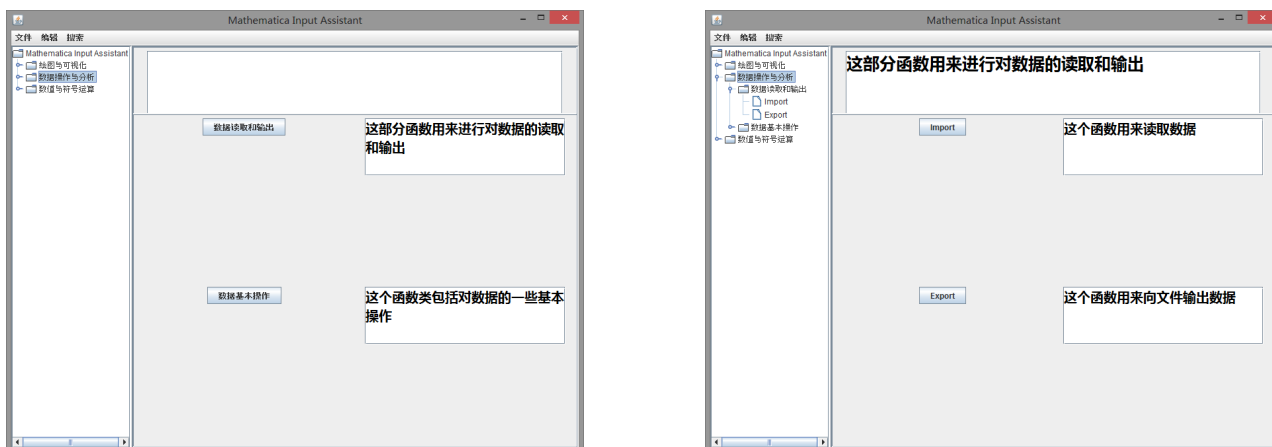 Mathematica Input Assistant
文件 编辑 搜索
Mathematica Input Assistant
绘图与可视化
数据操作与分析
数值与符号运算
数据读取和输出
这部分函数用来进行对数据的读取
和输出
数据基本操作
这个函数类包括对数据的一些基本
操作
Mathematica Input Assistant
文件 编辑 搜索
Mathematica Input Assistant
绘图与可视化
数据操作与分析
数据读取和输出
Import
Export
数据基本操作
数值与符号运算
这部分函数用来进行对数据的读取和输出
Import
这个函数用来读取数据
Export
这个函数用来向文件输出数据